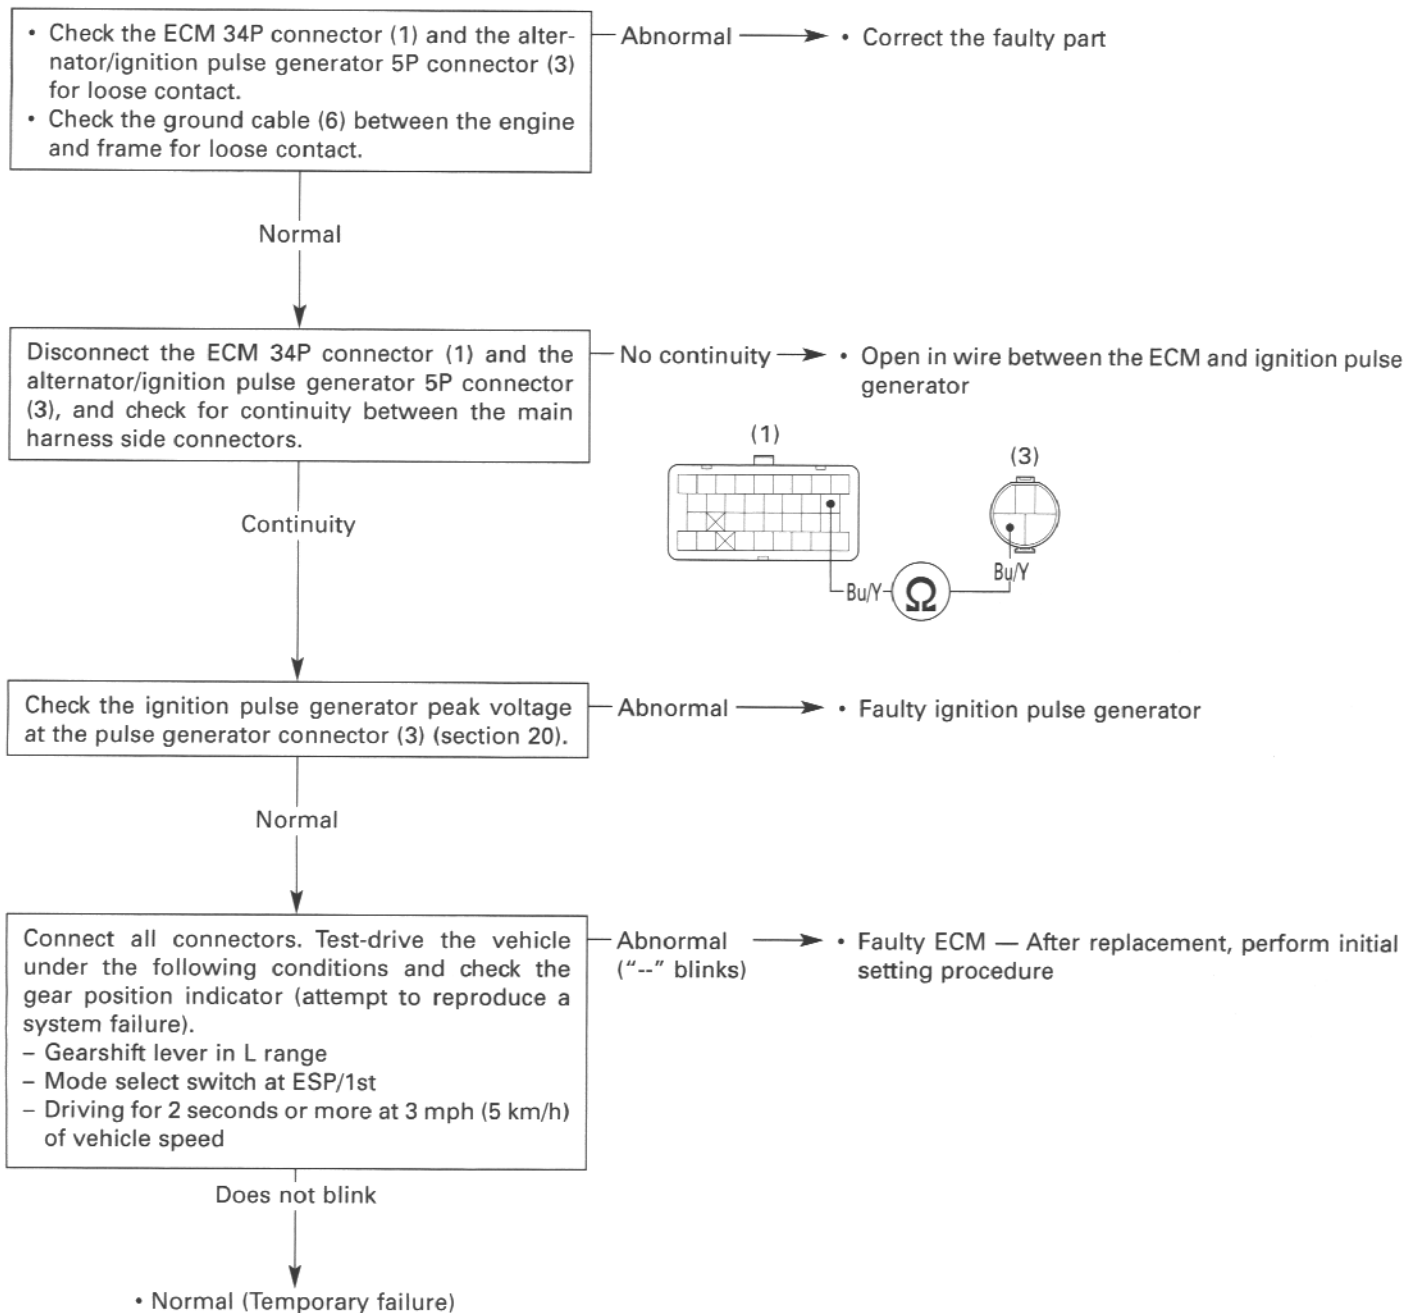 • Check the ECM 34P connector (1) and the alter-
nator/ignition pulse generator 5P connector (3)
for loose contact.
• Check the ground cable (6) between the engine
and frame for loose contact.
Abnormal
• Correct the faulty part
Normal
Disconnect the ECM 34P connector (1) and the
alternator/ignition pulse generator 5P connector
(3), and check for continuity between the main
harness side connectors.
No continuity
• Open in wire between the ECM and ignition pulse
generator
(1)
(3)
Bu/Y
Ω
Bu/Y
Continuity
Check the ignition pulse generator peak voltage
at the pulse generator connector (3) (section 20).
Abnormal
• Faulty ignition pulse generator
Normal
Connect all connectors. Test-drive the vehicle
under the following conditions and check the
gear position indicator (attempt to reproduce a
system failure).
– Gearshift lever in L range
– Mode select switch at ESP/1st
– Driving for 2 seconds or more at 3 mph (5 km/h)
of vehicle speed
Abnormal
("--" blinks)
• Faulty ECM — After replacement, perform initial
setting procedure
Does not blink
• Normal (Temporary failure)